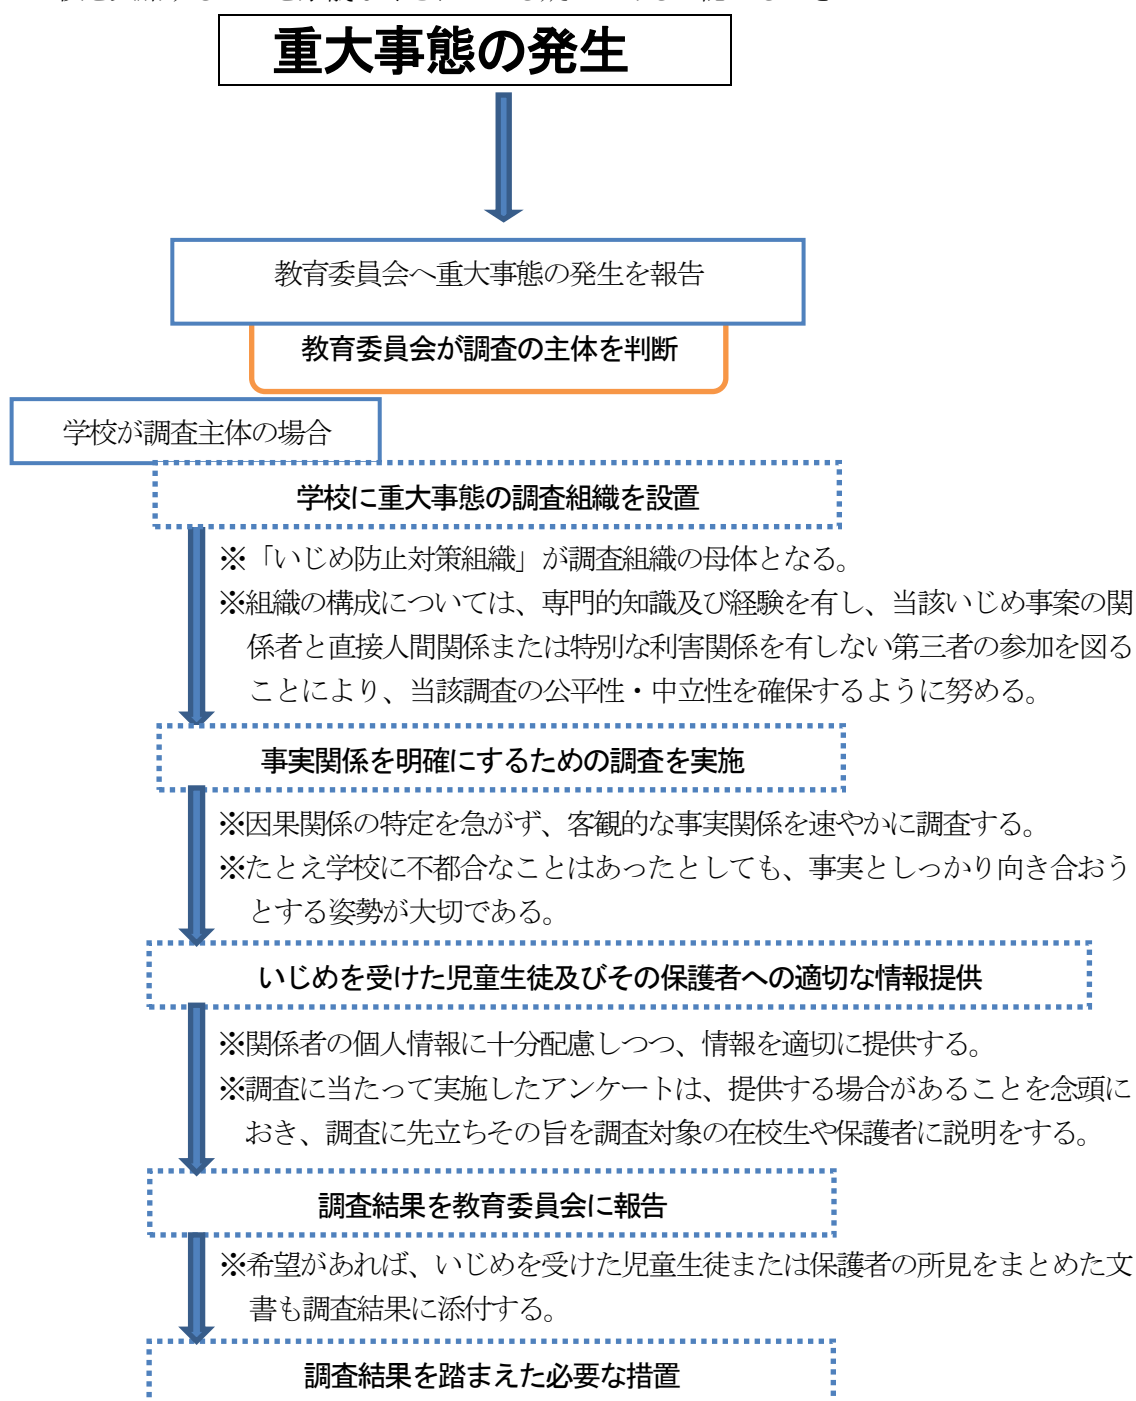 重大事態の発生
教育委員会へ重大事態の発生を報告
教育委員会が調査の主体を判断
学校が調査主体の場合
学校に重大事態の調査組織を設置
※「いじめ防止対策組織」が調査組織の母体となる。
※組織の構成については、専門的知識及び経験を有し、当該いじめ事案の関
係者と直接人間関係または特別な利害関係を有しない第三者の参加を図る
ことにより、当該調査の公平性・中立性を確保するように努める。
事実関係を明確にするための調査を実施
※因果関係の特定を急がず、客観的な事実関係を速やかに調査する。
※たとえ学校に不都合なことはあったとしても、事実としっかり向き合おう
とする姿勢が大切である。
いじめを受けた児童生徒及びその保護者への適切な情報提供
※関係者の個人情報に十分配慮しつつ、情報を適切に提供する。
※調査に当たって実施したアンケートは、提供する場合があることを念頭に
おき、調査に先立ちその旨を調査対象の在校生や保護者に説明をする。
調査結果を教育委員会に報告
※希望があれば、いじめを受けた児童生徒または保護者の所見をまとめた文
書も調査結果に添付する。
調査結果を踏まえた必要な措置